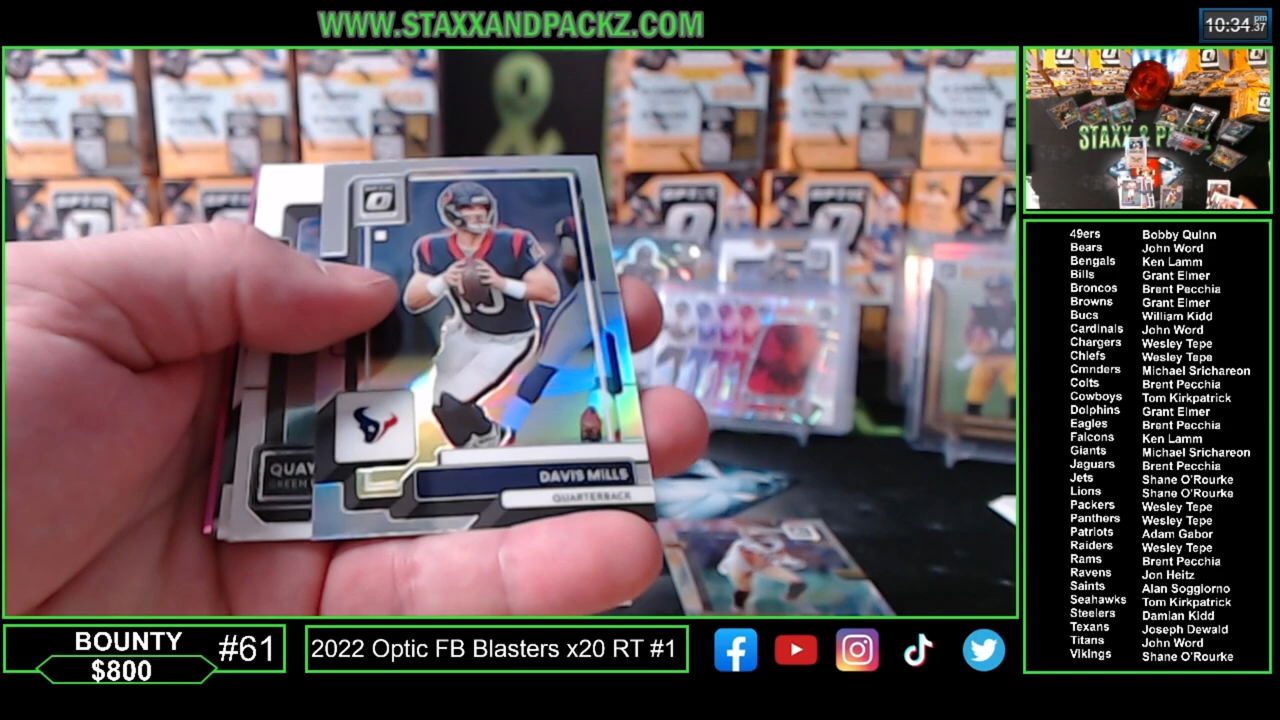 WWW.STAXXANDPACKZ.COM
10:34 pm 37
STAXX & PA
QUAY
GREEN
DAVIS MILLS
QUARTERBACK
49ers Bobby Quinn
Bears John Word
Bengals Ken Lamm
Bills Grant Elmer
Broncos Brent Pecchia
Browns Grant Elmer
Bucs William Kidd
Cardinals John Word
Chargers Wesley Tepe
Chiefs Wesley Tepe
Cmnders Michael Srichareon
Colts Brent Pecchia
Cowboys Tom Kirkpatrick
Dolphins Grant Elmer
Eagles Brent Pecchia
Falcons Ken Lamm
Giants Michael Srichareon
Jaguars Brent Pecchia
Jets Shane O'Rourke
Lions Shane O'Rourke
Packers Wesley Tepe
Panthers Wesley Tepe
Patriots Adam Gabor
Raiders Wesley Tepe
Rams Brent Pecchia
Ravens Jon Heitz
Saints Alan Soggiorno
Seahawks Tom Kirkpatrick
Steelers Damian Kidd
Texans Joseph Dewald
Titans John Word
Vikings Shane O'Rourke
BOUNTY #61
$800
2022 Optic FB Blasters x20 RT #1